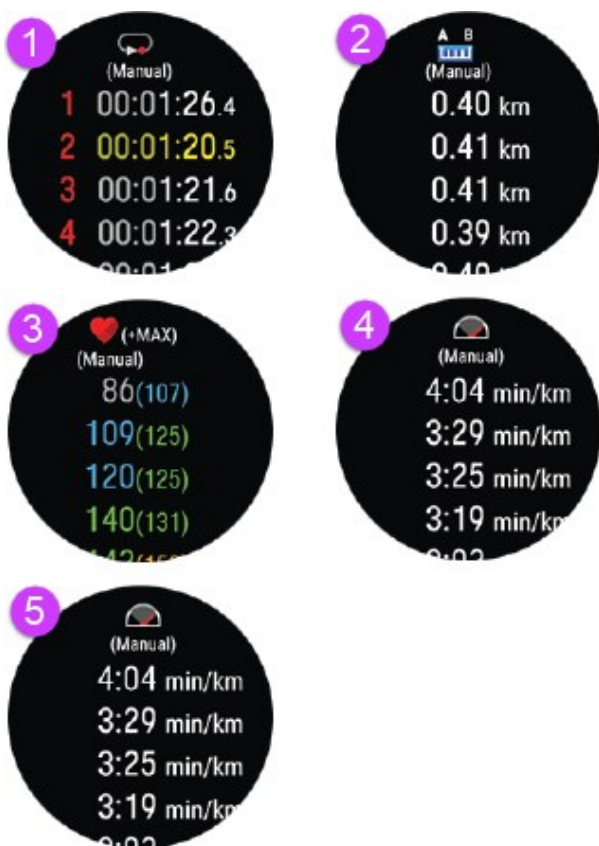 1
(Manual)
1 00:01:26.4
2 00:01:20.5
3 00:01:21.6
4 00:01:22.3
2
A B
(Manual)
0.40 km
0.41 km
0.41 km
0.39 km
3
(+MAX)
(Manual)
86(107)
109(125)
120(125)
140(131)
4
(Manual)
4:04 min/km
3:29 min/km
3:25 min/km
3:19 min/km
5
(Manual)
4:04 min/km
3:29 min/km
3:25 min/km
3:19 min/km